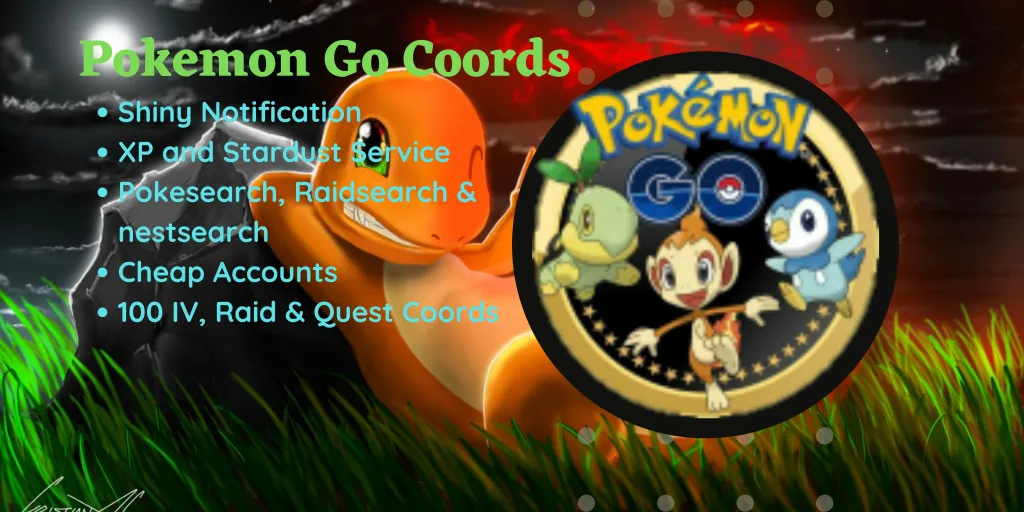 Pokemon Go Coords
• Shiny Notification
• XP and Stardust Service
• Pokesearch, Raidsearch &
nestsearch
• Cheap Accounts
• 100 IV, Raid & Quest Coords
POKéMON
GO